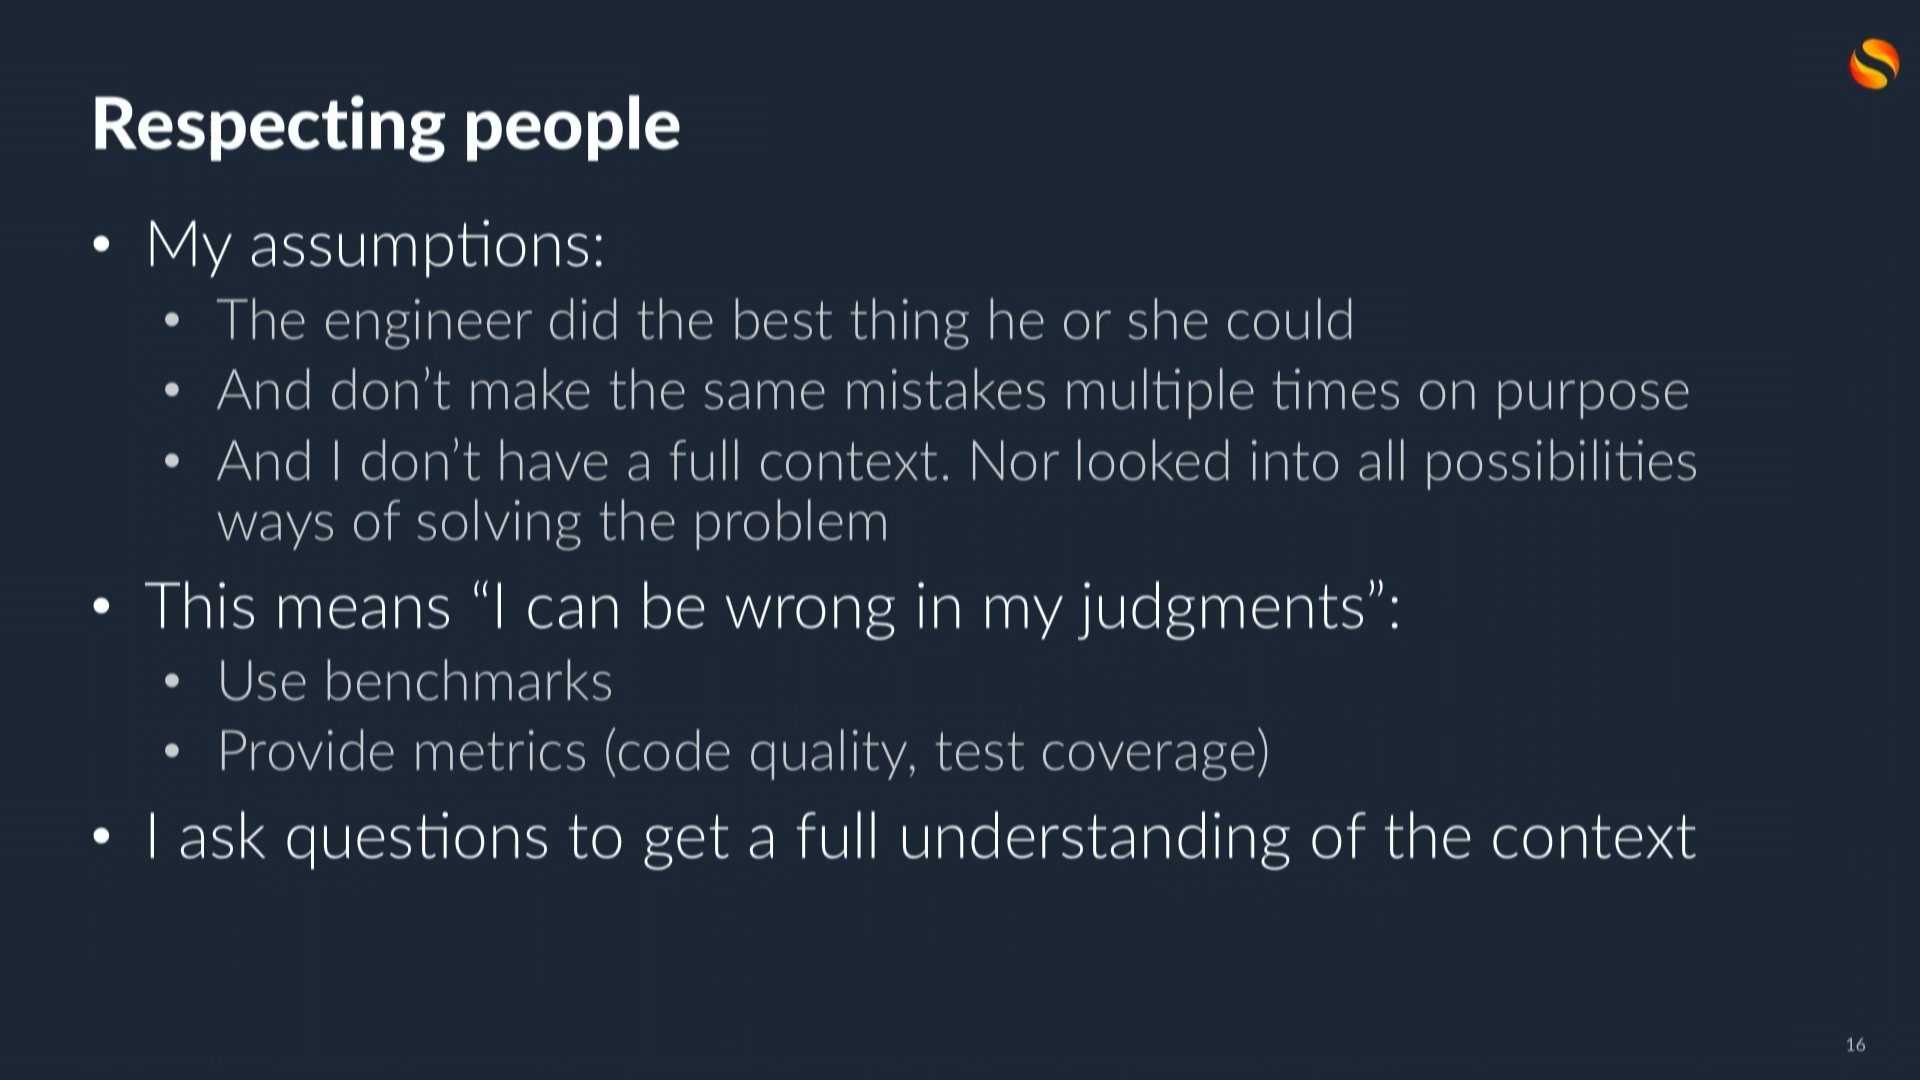 Respecting people
• My assumptions:
• The engineer did the best thing he or she could
• And don’t make the same mistakes multiple times on purpose
• And I don’t have a full context. Nor looked into all possibilities
ways of solving the problem
• This means “I can be wrong in my judgments”:
• Use benchmarks
• Provide metrics (code quality, test coverage)
• I ask questions to get a full understanding of the context
16